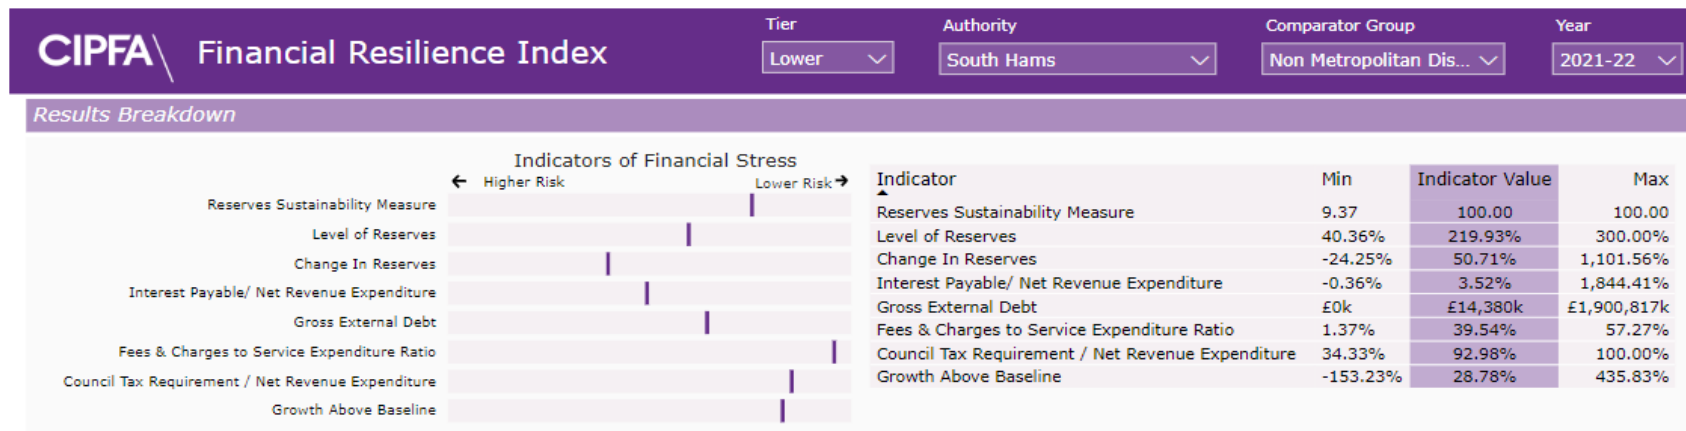 Tier Authority Comparator Group Year
CIPFA\ Financial Resilience Index
Lower South Hams Non Metropolitan Dis... 2021-22
Results Breakdown
Indicators of Financial Stress
← Higher Risk Lower Risk →
Reserves Sustainability Measure
Level of Reserves
Change In Reserves
Interest Payable/ Net Revenue Expenditure
Gross External Debt
Fees & Charges to Service Expenditure Ratio
Council Tax Requirement / Net Revenue Expenditure
Growth Above Baseline
Indicator Min Indicator Value Max
Reserves Sustainability Measure 9.37 100.00 100.00
Level of Reserves 40.36% 219.93% 300.00%
Change In Reserves -24.25% 50.71% 1,101.56%
Interest Payable/ Net Revenue Expenditure -0.36% 3.52% 1,844.41%
Gross External Debt £0k £14,380k £1,900,817k
Fees & Charges to Service Expenditure Ratio 1.37% 39.54% 57.27%
Council Tax Requirement / Net Revenue Expenditure 34.33% 92.98% 100.00%
Growth Above Baseline -153.23% 28.78% 435.83%